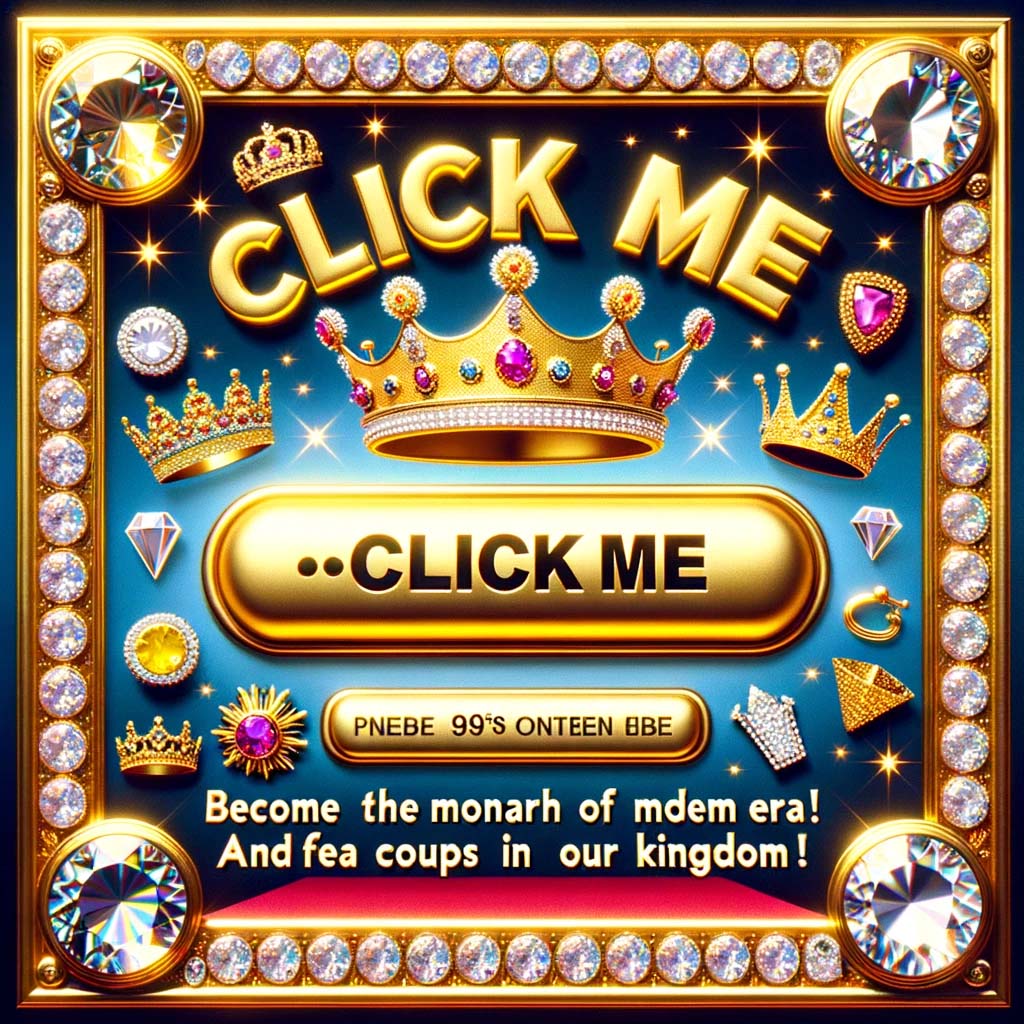 CLICK ME
••CLICK ME
PNEBE 99's ONTEEN BBE
Become the monarh of mdem era!
And fea coups in our kingdom!